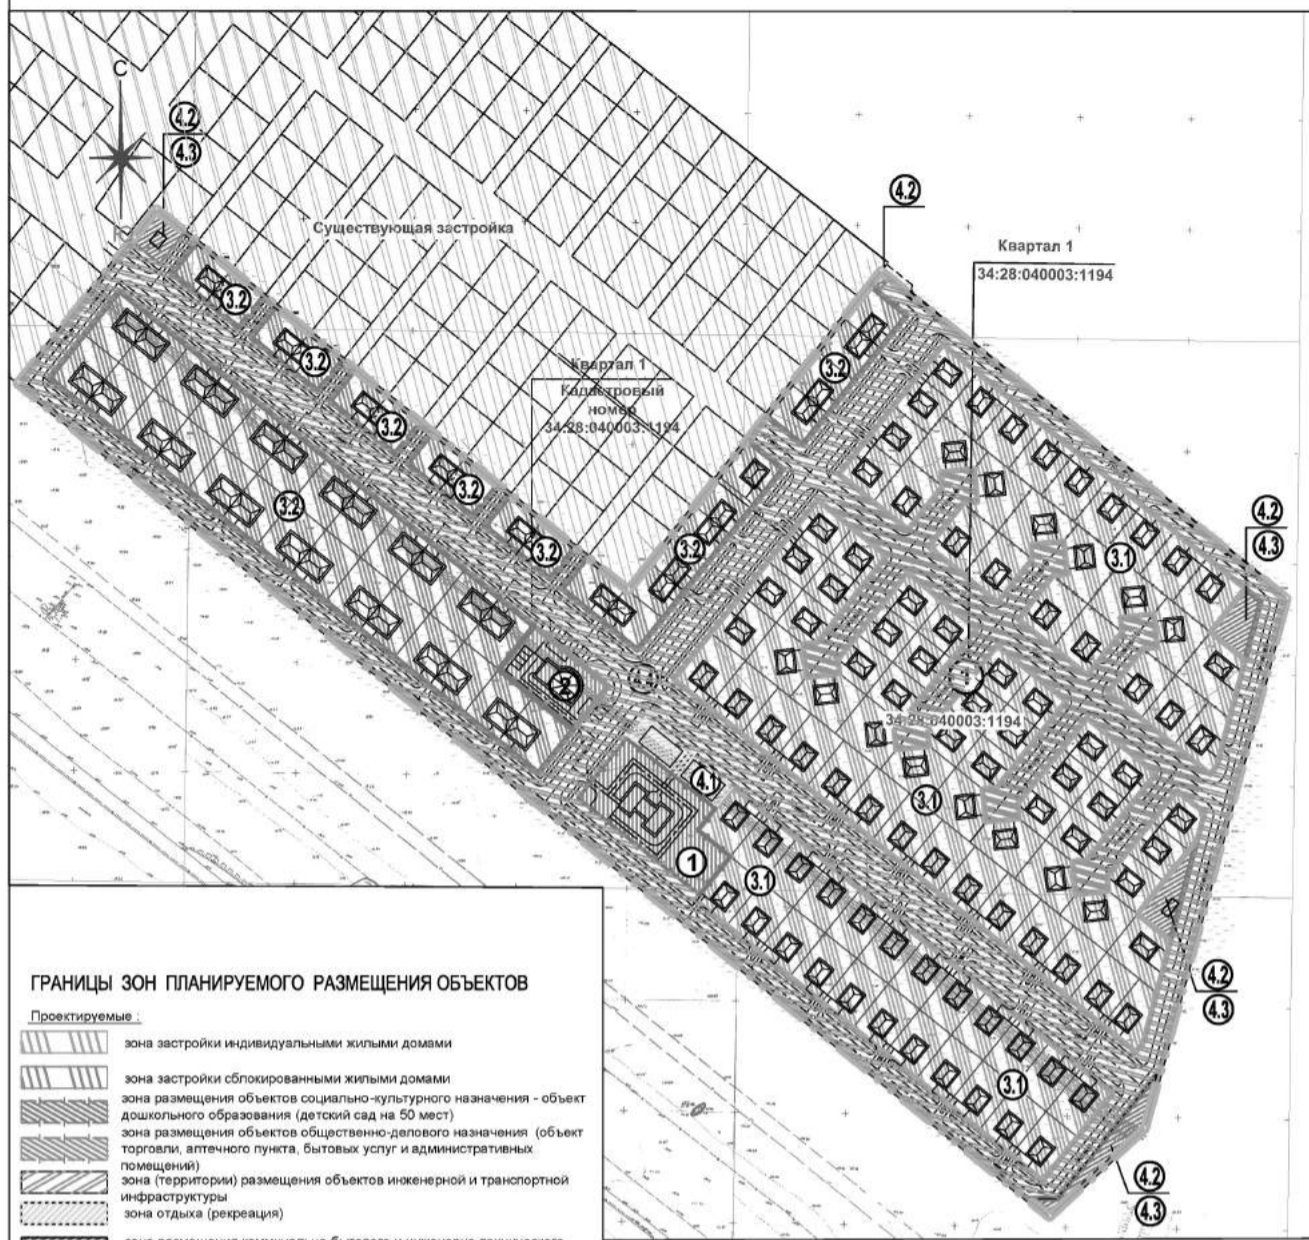 С
Ю
4.2
4.3
Существующая застройка
4.2
Квартал 1
34:28:040003:1194
3.2
3.2
3.2
3.2
3.2
3.2
3.2
3.2
Квартал 1
Кадастровый
номер
34:28:040003:1194
4.2
4.3
3.1
2
34:28:040003:1194
4.1
3.1
1
3.1
4.2
4.3
3.1
4.2
4.3
ГРАНИЦЫ ЗОН ПЛАНИРУЕМОГО РАЗМЕЩЕНИЯ ОБЪЕКТОВ
Проектируемые :
зона застройки индивидуальными жилыми домами
зона застройки сблокированными жилыми домами
зона размещения объектов социально-культурного назначения - объект
дошкольного образования (детский сад на 50 мест)
зона размещения объектов общественно-делового назначения (объект
торговли, аптечного пункта, бытовых услуг и административных
помещений)
зона (территории) размещения объектов инженерной и транспортной
инфраструктуры
зона отдыха (рекреация)